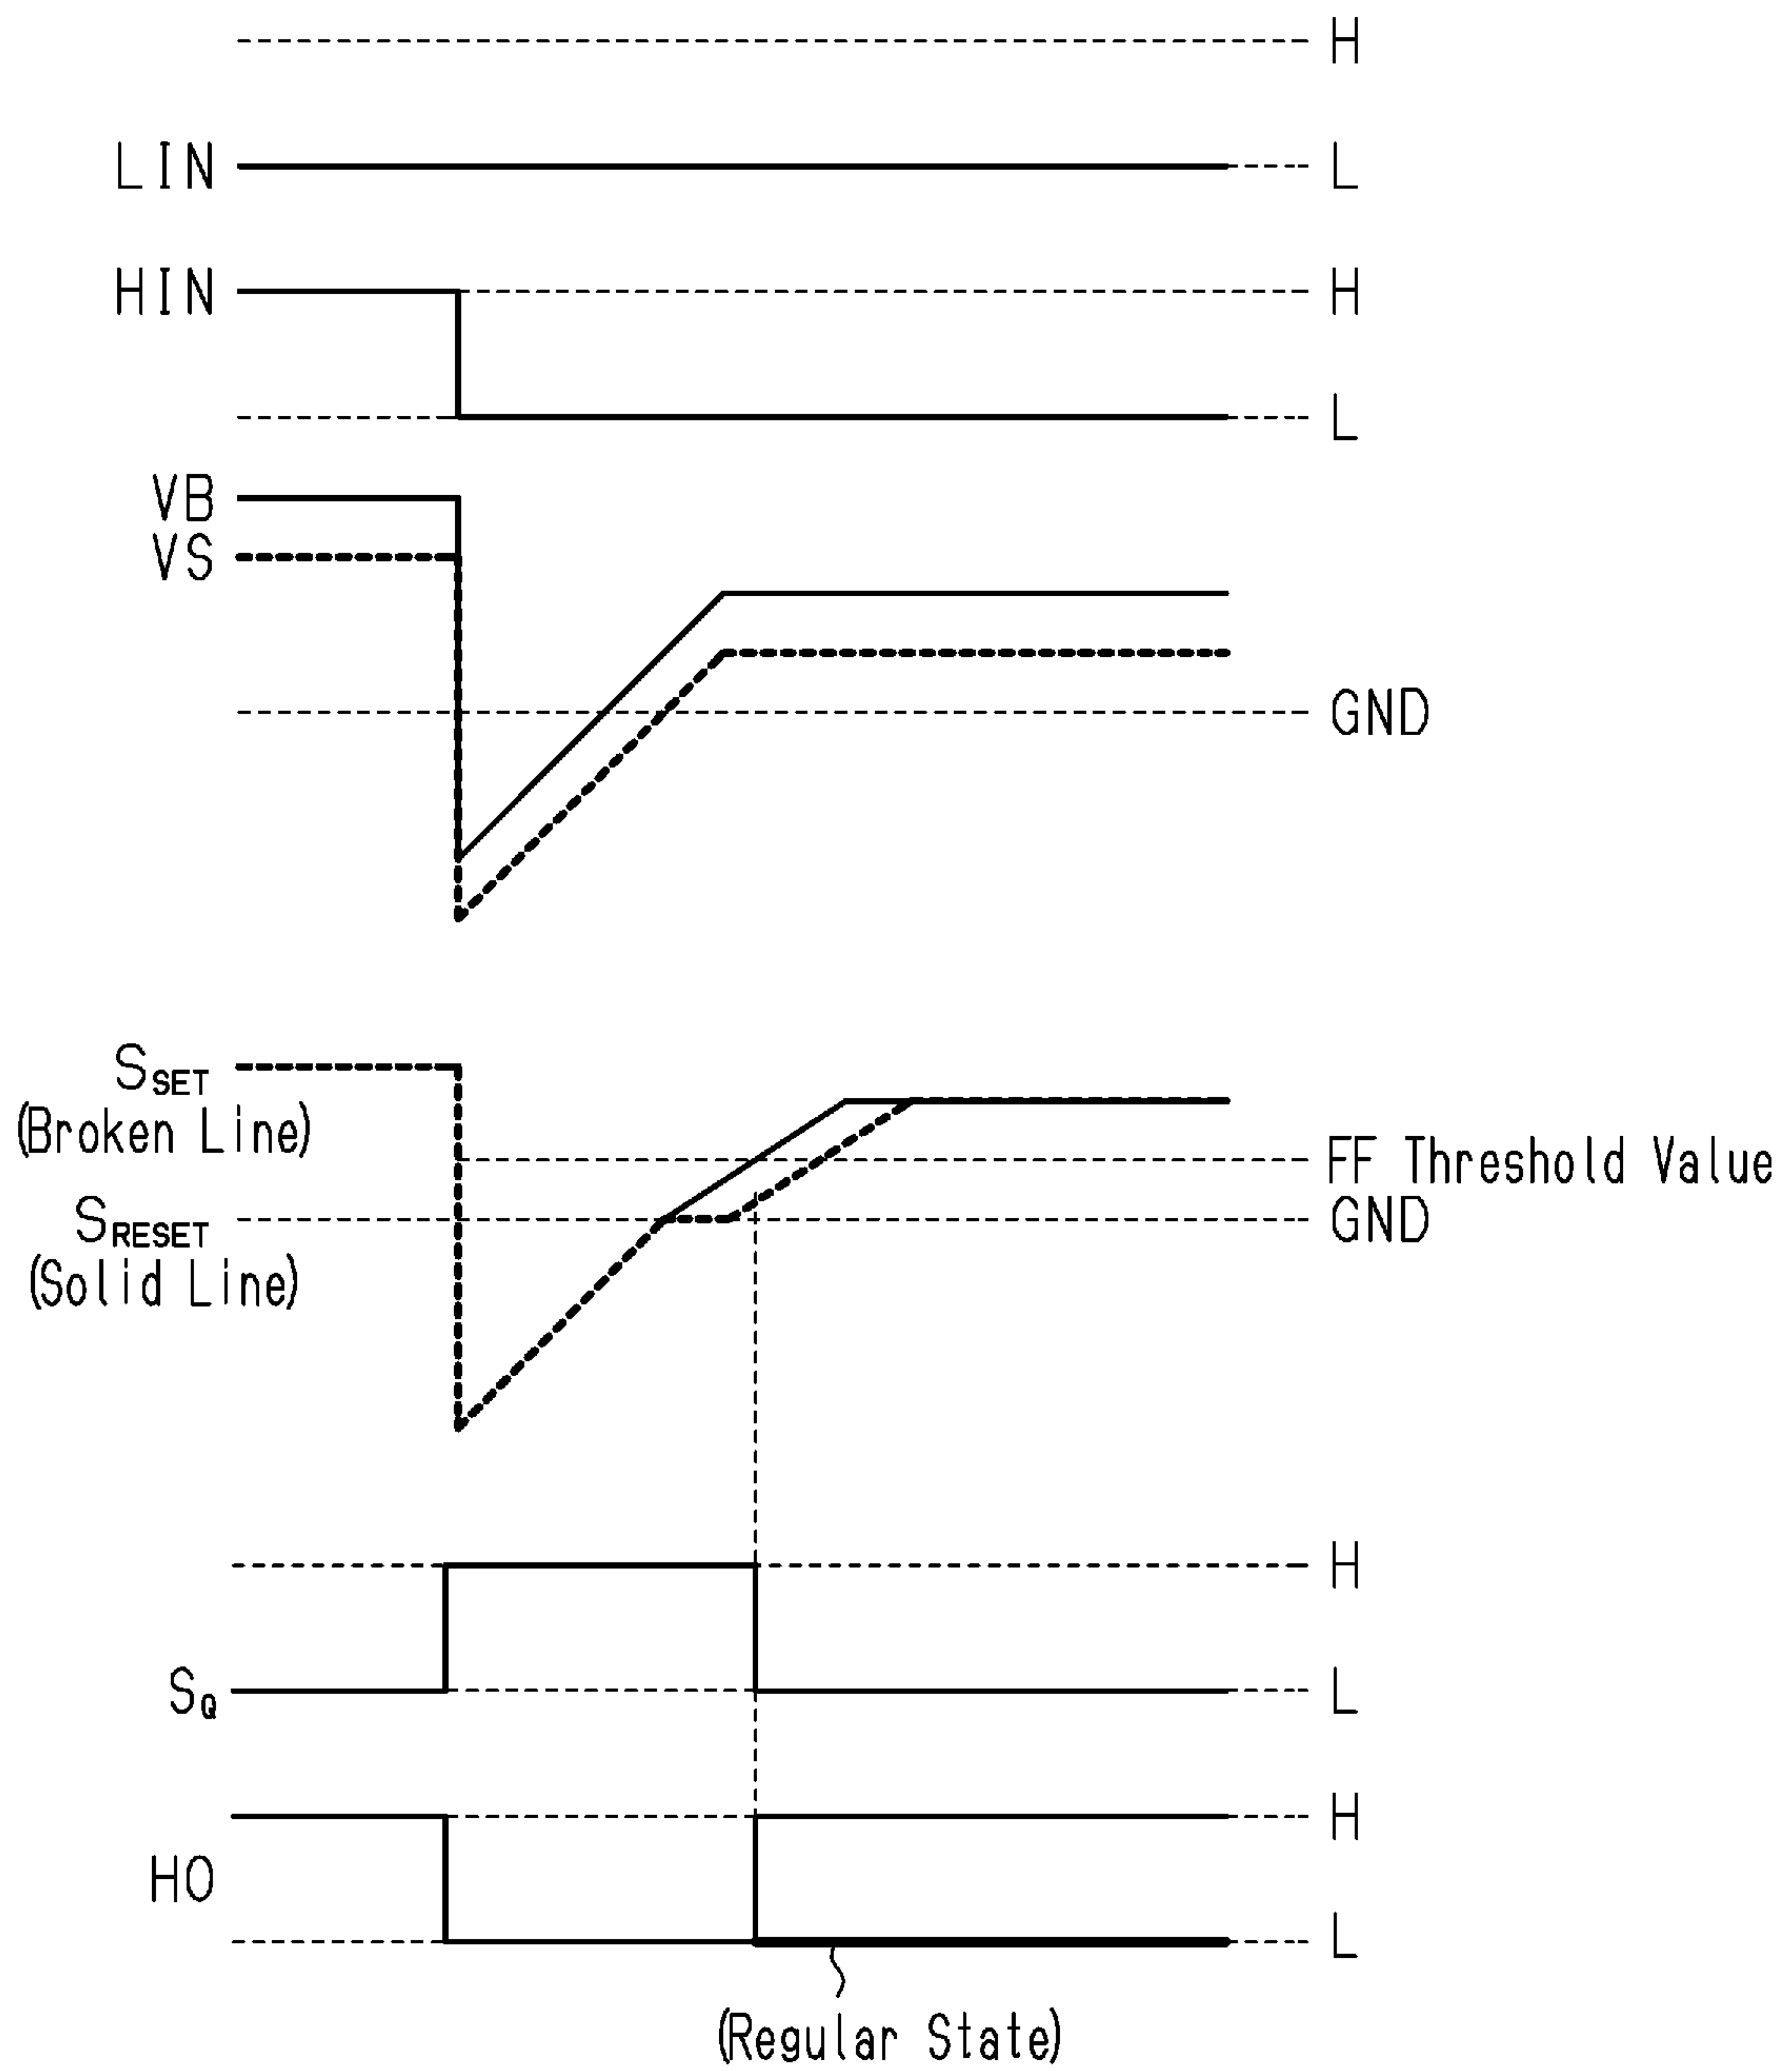 H
LIN L
HIN H
L
VB
VS
GND
SSET
(Broken Line)
FF Threshold Value
SRESET GND
(Solid Line)
H
SQ L
H
HO
L
(Regular State)